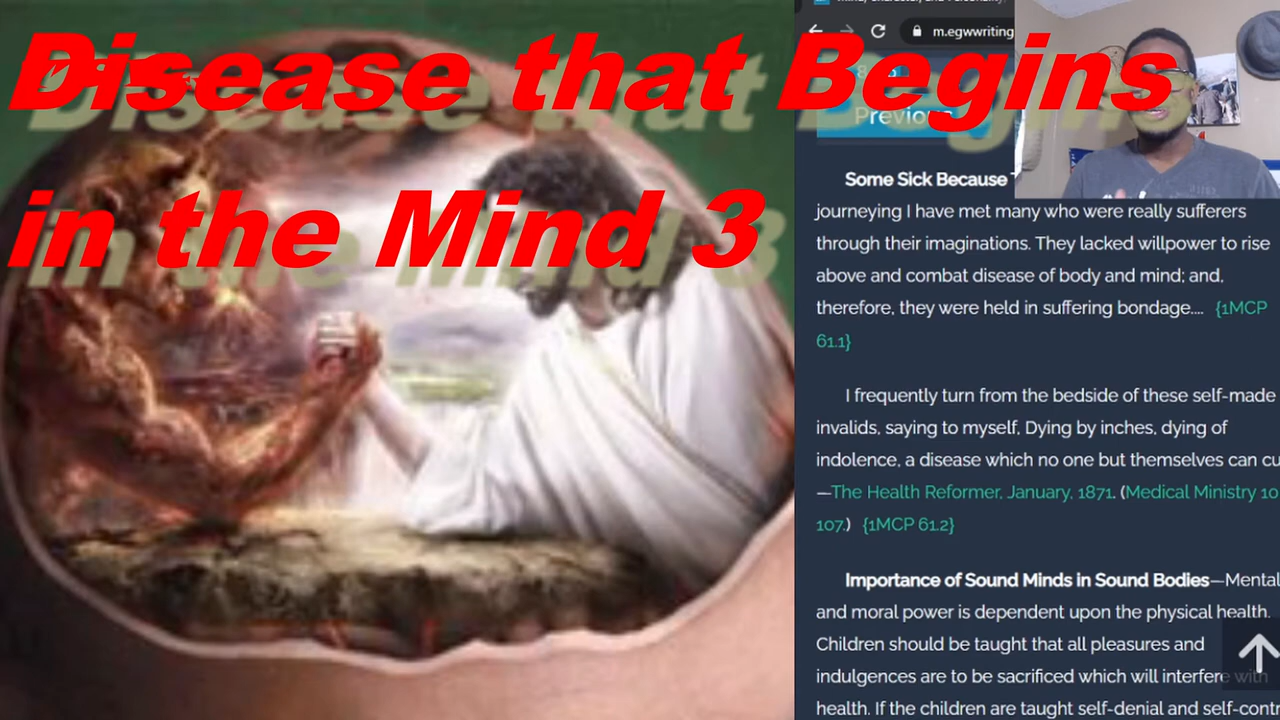 Disease that Begins
in the Mind 3
m.egwwriting
Previous
Some Sick Because
journeying I have met many who were really sufferers
through their imaginations. They lacked willpower to rise
above and combat disease of body and mind; and,
therefore, they were held in suffering bondage.... {1MCP
61.1}
I frequently turn from the bedside of these self-made
invalids, saying to myself, Dying by inches, dying of
indolence, a disease which no one but themselves can cu
—The Health Reformer, January, 1871. (Medical Ministry 10
107.) {1MCP 61.2}
Importance of Sound Minds in Sound Bodies—Mental
and moral power is dependent upon the physical health.
Children should be taught that all pleasures and
indulgences are to be sacrificed which will interfere with
health. If the children are taught self-denial and self-contr